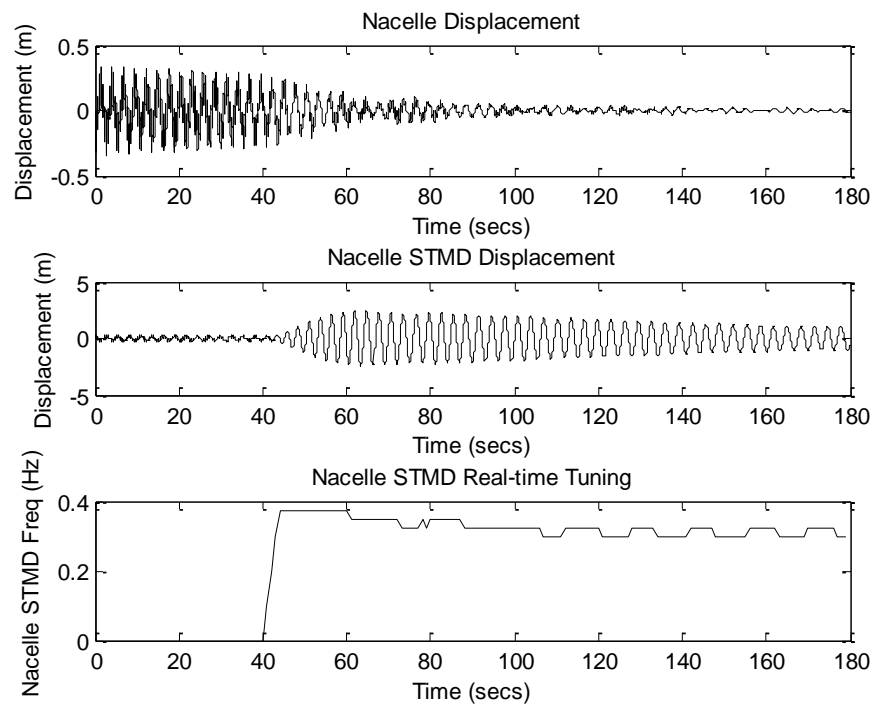 Nacelle Displacement
Displacement (m)
0.5
0
-0.5
0 20 40 60 80 100 120 140 160 180
Time (secs)
Nacelle STMD Displacement
Displacement (m)
5
0
-5
0 20 40 60 80 100 120 140 160 180
Time (secs)
Nacelle STMD Real-time Tuning
Nacelle STMD Freq (Hz)
0.4
0.2
0
0 20 40 60 80 100 120 140 160 180
Time (secs)